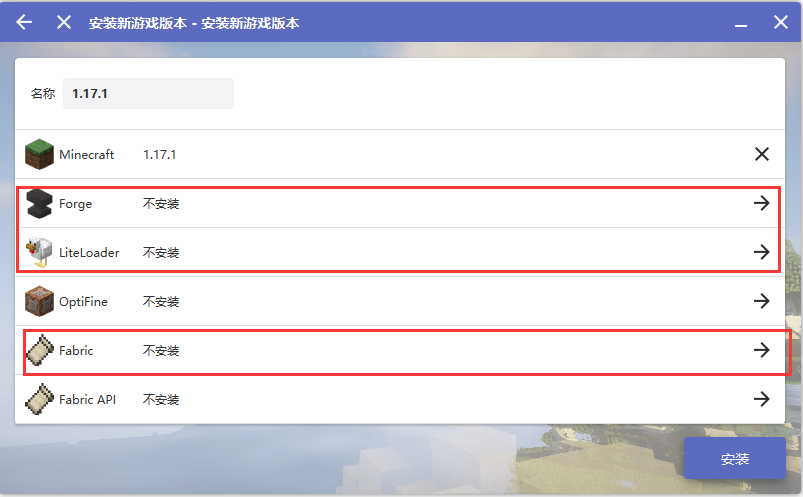 安装新游戏版本 - 安装新游戏版本
名称 1.17.1
Minecraft 1.17.1
Forge 不安装
LiteLoader 不安装
OptiFine 不安装
Fabric 不安装
Fabric API 不安装
安装